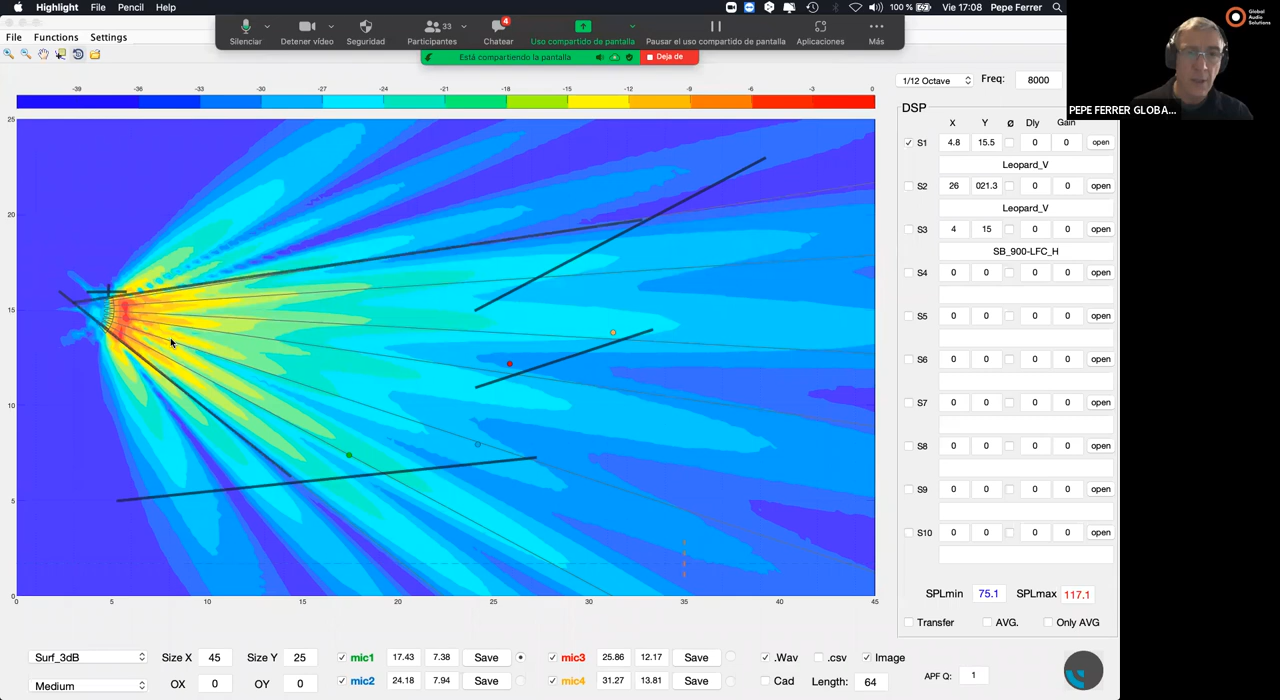 Highlight File Pencil Help
100 % Vie 17:08 Pepe Ferrer
Global Audio Solutions
File Functions Settings
33 4
Silenciar Detener vídeo Seguridad Participantes Chatear Uso compartido de pantalla Pausar el uso compartido de pantalla Aplicaciones Más
Está compartiendo la pantalla Deja de
PEPE FERRER GLOBA...
-39 -36 -33 -30 -27 -24 -21 -18 -15 -12 -9 -6 -3 0
25
20
15
10
5
0
0 5 10 15 20 25 30 35 40 45
1/12 Octave Freq: 8000
DSP
X Y Ø Dly Gain
S1 4.8 15.5 0 0 open
Leopard_V
S2 26 021.3 0 0 open
Leopard_V
S3 4 15 0 0 open
SB_900-LFC_H
S4 0 0 0 0 open
S5 0 0 0 0 open
S6 0 0 0 0 open
S7 0 0 0 0 open
S8 0 0 0 0 open
S9 0 0 0 0 open
S10 0 0 0 0 open
SPLmin 75.1 SPLmax 117.1
Transfer AVG. Only AVG
Surf_3dB Size X 45 Size Y 25 mic1 17.43 7.38 Save mic3 25.86 12.17 Save .Wav .csv Image
Medium OX 0 OY 0 mic2 24.18 7.94 Save mic4 31.27 13.81 Save Cad Length: 64
APF Q: 1